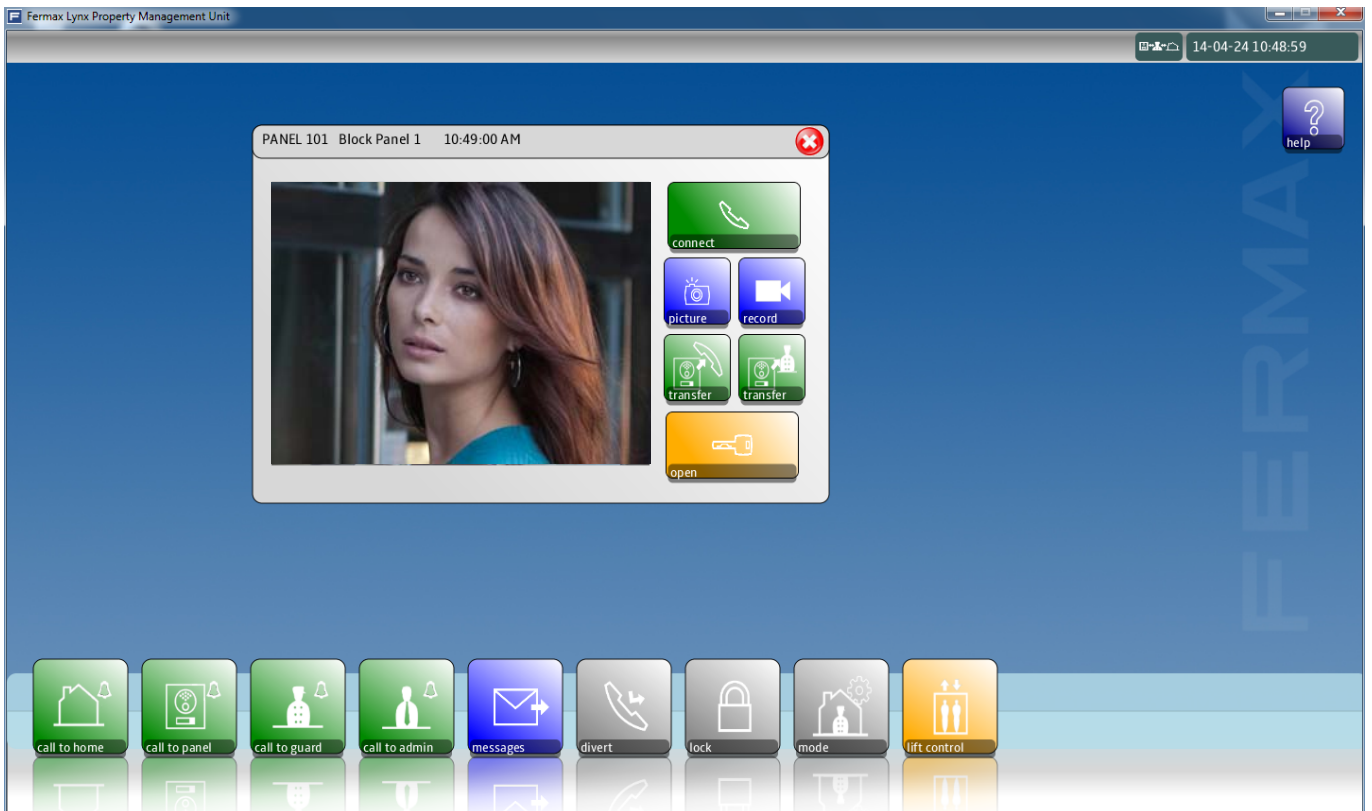 Fermax Lynx Property Management Unit
14-04-24 10:48:59
help
PANEL 101 Block Panel 1 10:49:00 AM
connect
picture
record
transfer
transfer
open
FERMAX
call to home
call to panel
call to guard
call to admin
messages
divert
lock
mode
lift control